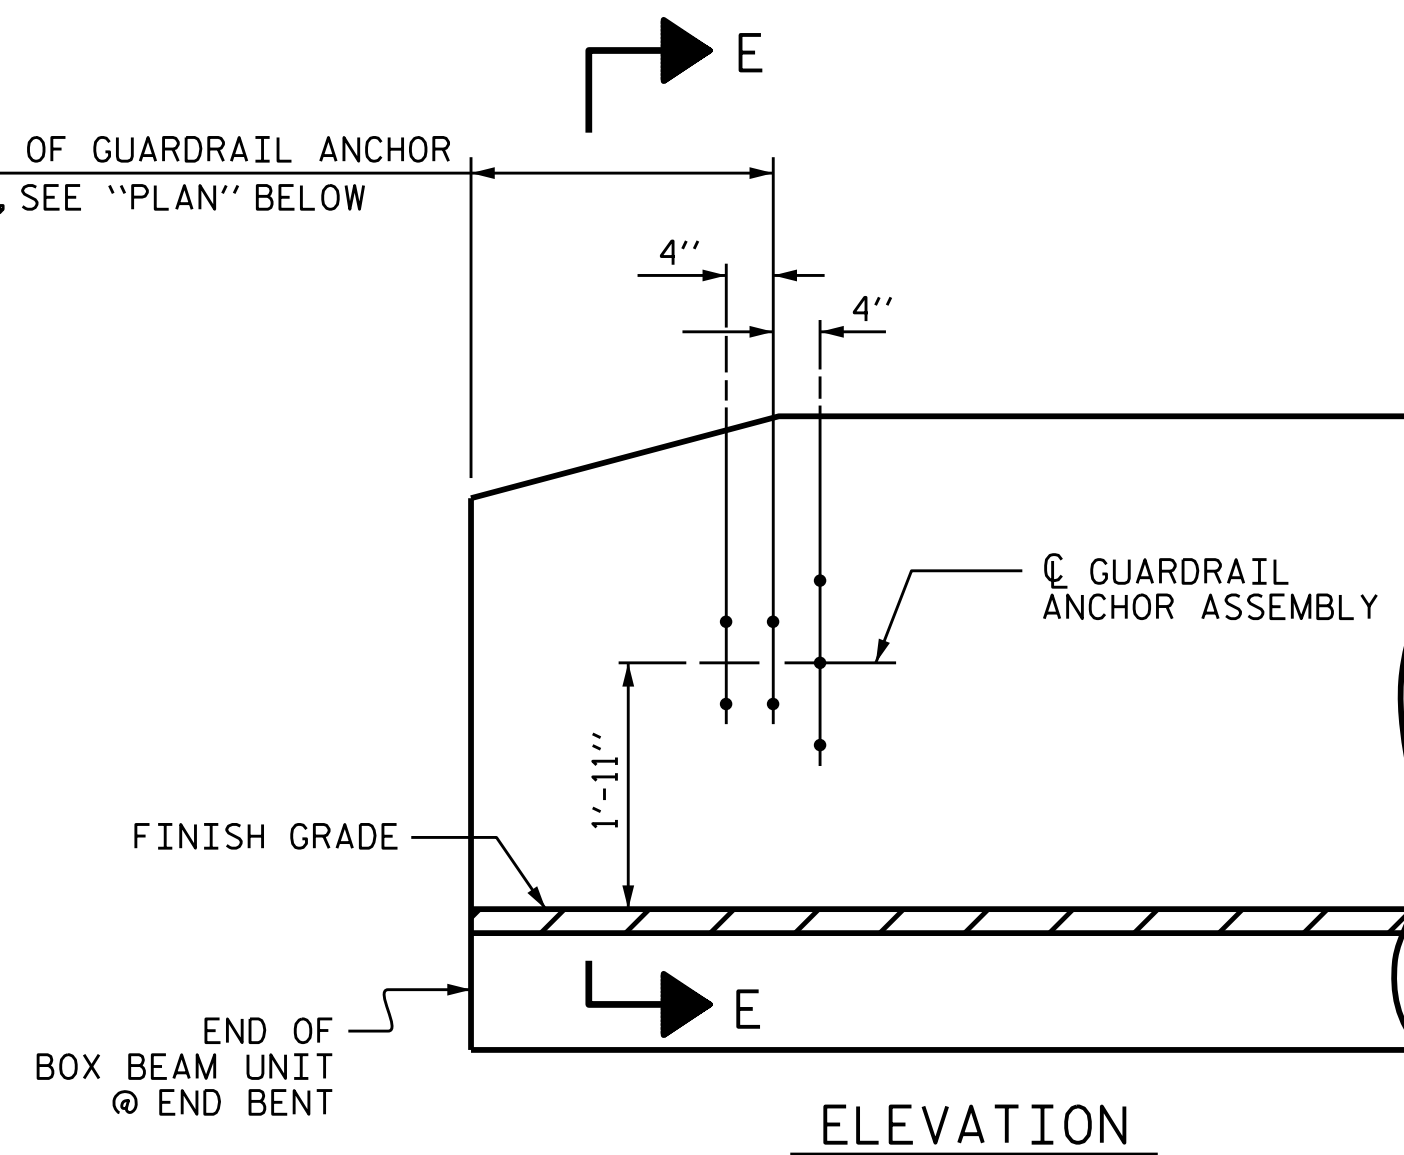 E
OF GUARDRAIL ANCHOR
, SEE "PLAN" BELOW
4''
4''
℄ GUARDRAIL
ANCHOR ASSEMBLY
1'-11''
FINISH GRADE
E
END OF
BOX BEAM UNIT
@ END BENT
ELEVATION